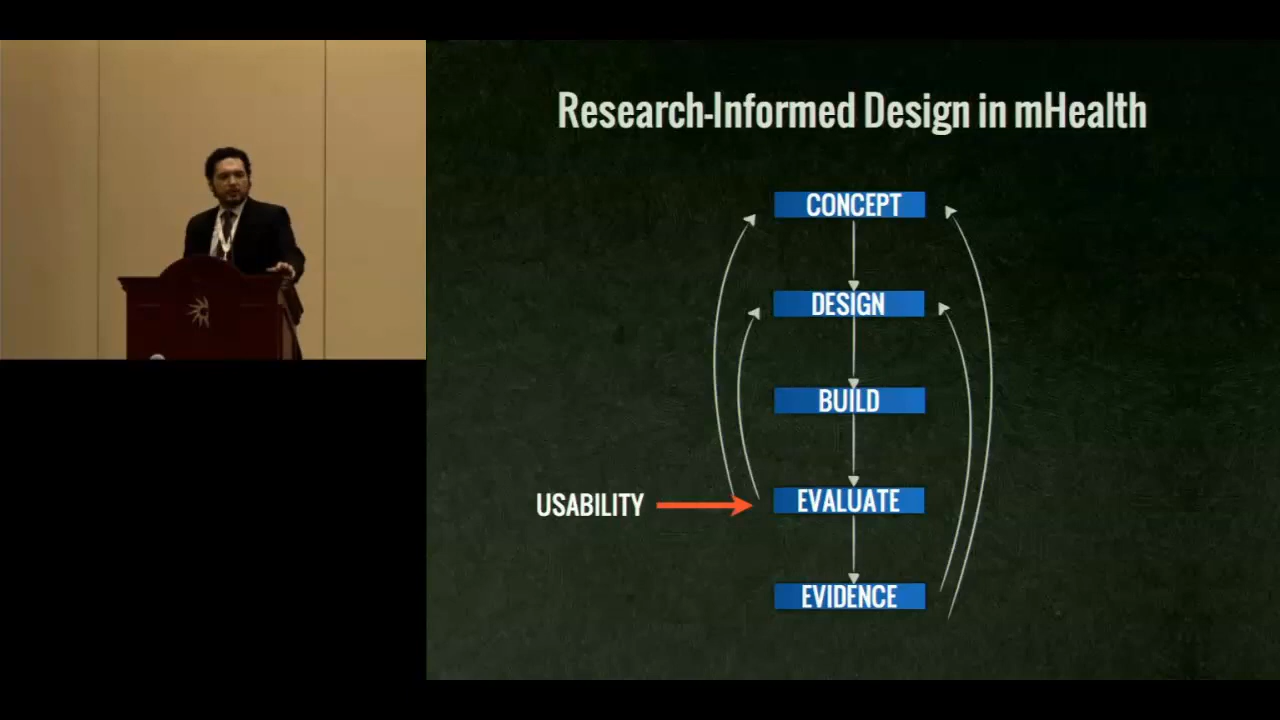 Research-Informed Design in mHealth
CONCEPT
DESIGN
BUILD
USABILITY
EVALUATE
EVIDENCE